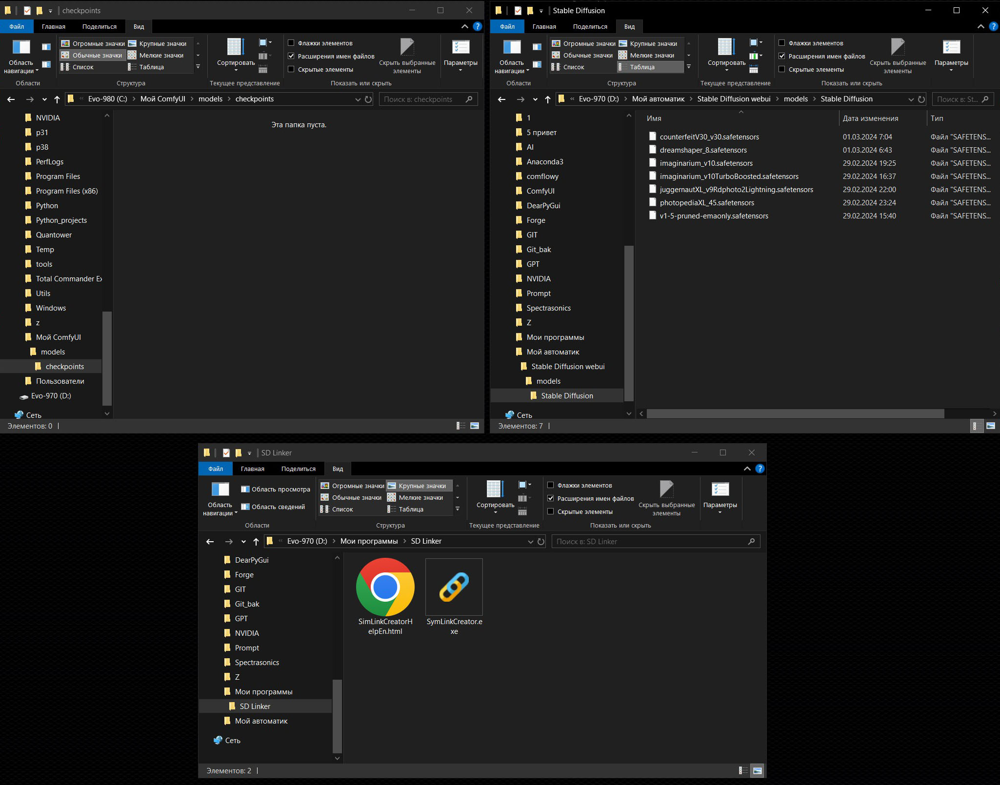 checkpoints
Файл Главная Поделиться Вид
Огромные значки Крупные значки
Обычные значки Мелкие значки
Список Таблица
Область навигации
Сортировать
Флажки элементов
Расширения имен файлов
Скрытые элементы
Скрыть выбранные элементы
Параметры
Области Структура Текущее представление Показать или скрыть
Evo-980 (C:) Мой ComfyUI models checkpoints
Поиск в: checkpoints
NVIDIA
p31
p38
PerfLogs
Program Files
Program Files (x86)
Python
Python_projects
Quantower
Temp
tools
Total Commander Ex
Utils
Windows
z
Мой ComfyUI
models
checkpoints
Пользователи
Evo-970 (D:)
Сеть
Эта папка пуста.
Элементов: 0
Stable Diffusion
Файл Главная Поделиться Вид
Огромные значки Крупные значки
Обычные значки Мелкие значки
Список Таблица
Область навигации
Сортировать
Флажки элементов
Расширения имен файлов
Скрытые элементы
Скрыть выбранные элементы
Параметры
Области Структура Текущее представление Показать или скрыть
Evo-970 (D:) Мой автоматик Stable Diffusion webui models Stable Diffusion
Поиск в: St...
1
5 привет
AI
Anaconda3
comflowy
ComfyUI
DearPyGui
Forge
GIT
Git_bak
GPT
NVIDIA
Prompt
Spectrasonics
Z
Мои программы
Мой автоматик
Stable Diffusion webui
models
Stable Diffusion
Сеть
Имя Дата изменения Тип
counterfeitV30_v30.safetensors 01.03.2024 7:04 Файл "SAFETENS...
dreamshaper_8.safetensors 01.03.2024 6:43 Файл "SAFETENS...
imaginarium_v10.safetensors 29.02.2024 19:25 Файл "SAFETENS...
imaginarium_v10TurboBoosted.safetensors 29.02.2024 16:37 Файл "SAFETENS...
juggernautXL_v9Rdphoto2Lightning.safetensors 29.02.2024 22:00 Файл "SAFETENS...
photopediaXL_45.safetensors 29.02.2024 23:24 Файл "SAFETENS...
v1-5-pruned-emaonly.safetensors 29.02.2024 15:40 Файл "SAFETENS...
Элементов: 7
SD Linker
Файл Главная Поделиться Вид
Область навигации
Область просмотра
Область сведений
Огромные значки Крупные значки
Обычные значки Мелкие значки
Список Таблица
Сортировать
Флажки элементов
Расширения имен файлов
Скрытые элементы
Скрыть выбранные элементы
Параметры
Области Структура Текущее представление Показать или скрыть
Evo-970 (D:) Мои программы SD Linker
Поиск в: SD Linker
DearPyGui
Forge
GIT
Git_bak
GPT
NVIDIA
Prompt
Spectrasonics
Z
Мои программы
SD Linker
Мой автоматик
Сеть
SimLinkCreatorH
elpEn.html
SymLinkCreator.e
xe
Элементов: 2